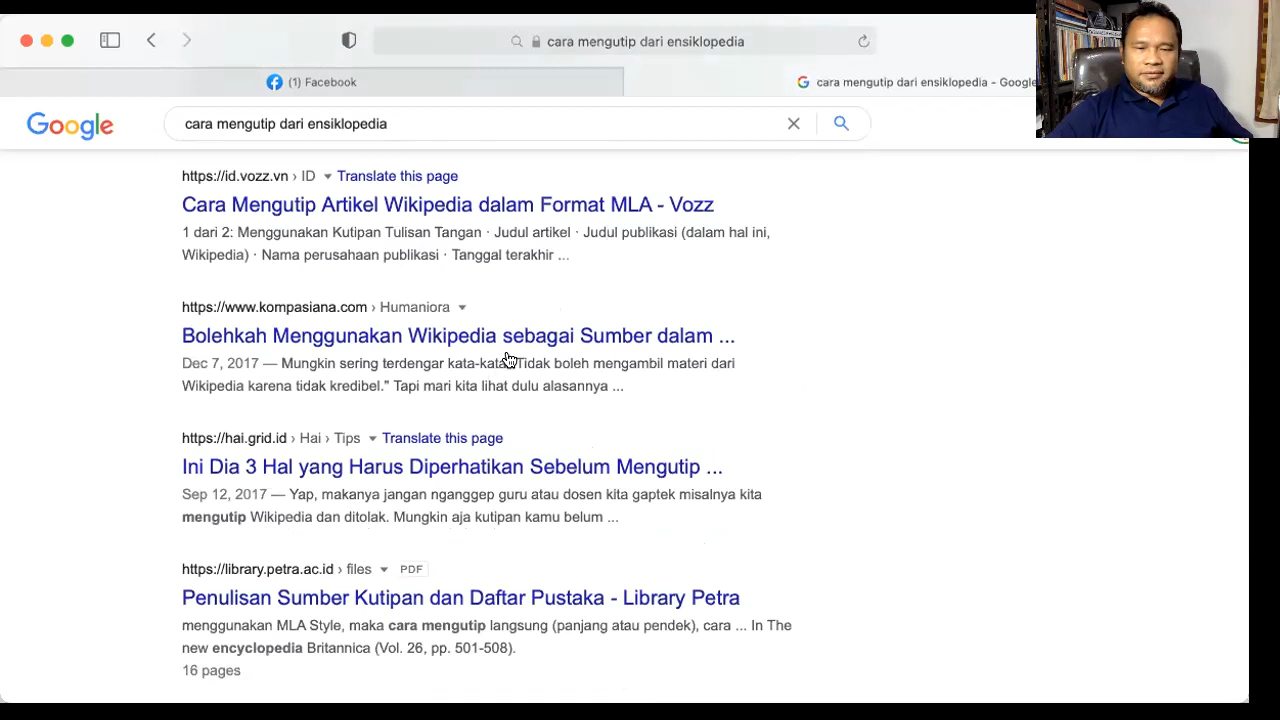 cara mengutip dari ensiklopedia
(1) Facebook
cara mengutip dari ensiklopedia - Google
Google
cara mengutip dari ensiklopedia
https://id.vozz.vn › ID Translate this page
Cara Mengutip Artikel Wikipedia dalam Format MLA - Vozz
1 dari 2: Menggunakan Kutipan Tulisan Tangan · Judul artikel · Judul publikasi (dalam hal ini,
Wikipedia) · Nama perusahaan publikasi · Tanggal terakhir ...
https://www.kompasiana.com › Humaniora
Bolehkah Menggunakan Wikipedia sebagai Sumber dalam ...
Dec 7, 2017 — Mungkin sering terdengar kata-kata "Tidak boleh mengambil materi dari
Wikipedia karena tidak kredibel." Tapi mari kita lihat dulu alasannya ...
https://hai.grid.id › Hai › Tips Translate this page
Ini Dia 3 Hal yang Harus Diperhatikan Sebelum Mengutip ...
Sep 12, 2017 — Yap, makanya jangan nganggep guru atau dosen kita gaptek misalnya kita
mengutip Wikipedia dan ditolak. Mungkin aja kutipan kamu belum ...
https://library.petra.ac.id › files PDF
Penulisan Sumber Kutipan dan Daftar Pustaka - Library Petra
menggunakan MLA Style, maka cara mengutip langsung (panjang atau pendek), cara ... In The
new encyclopedia Britannica (Vol. 26, pp. 501-508).
16 pages